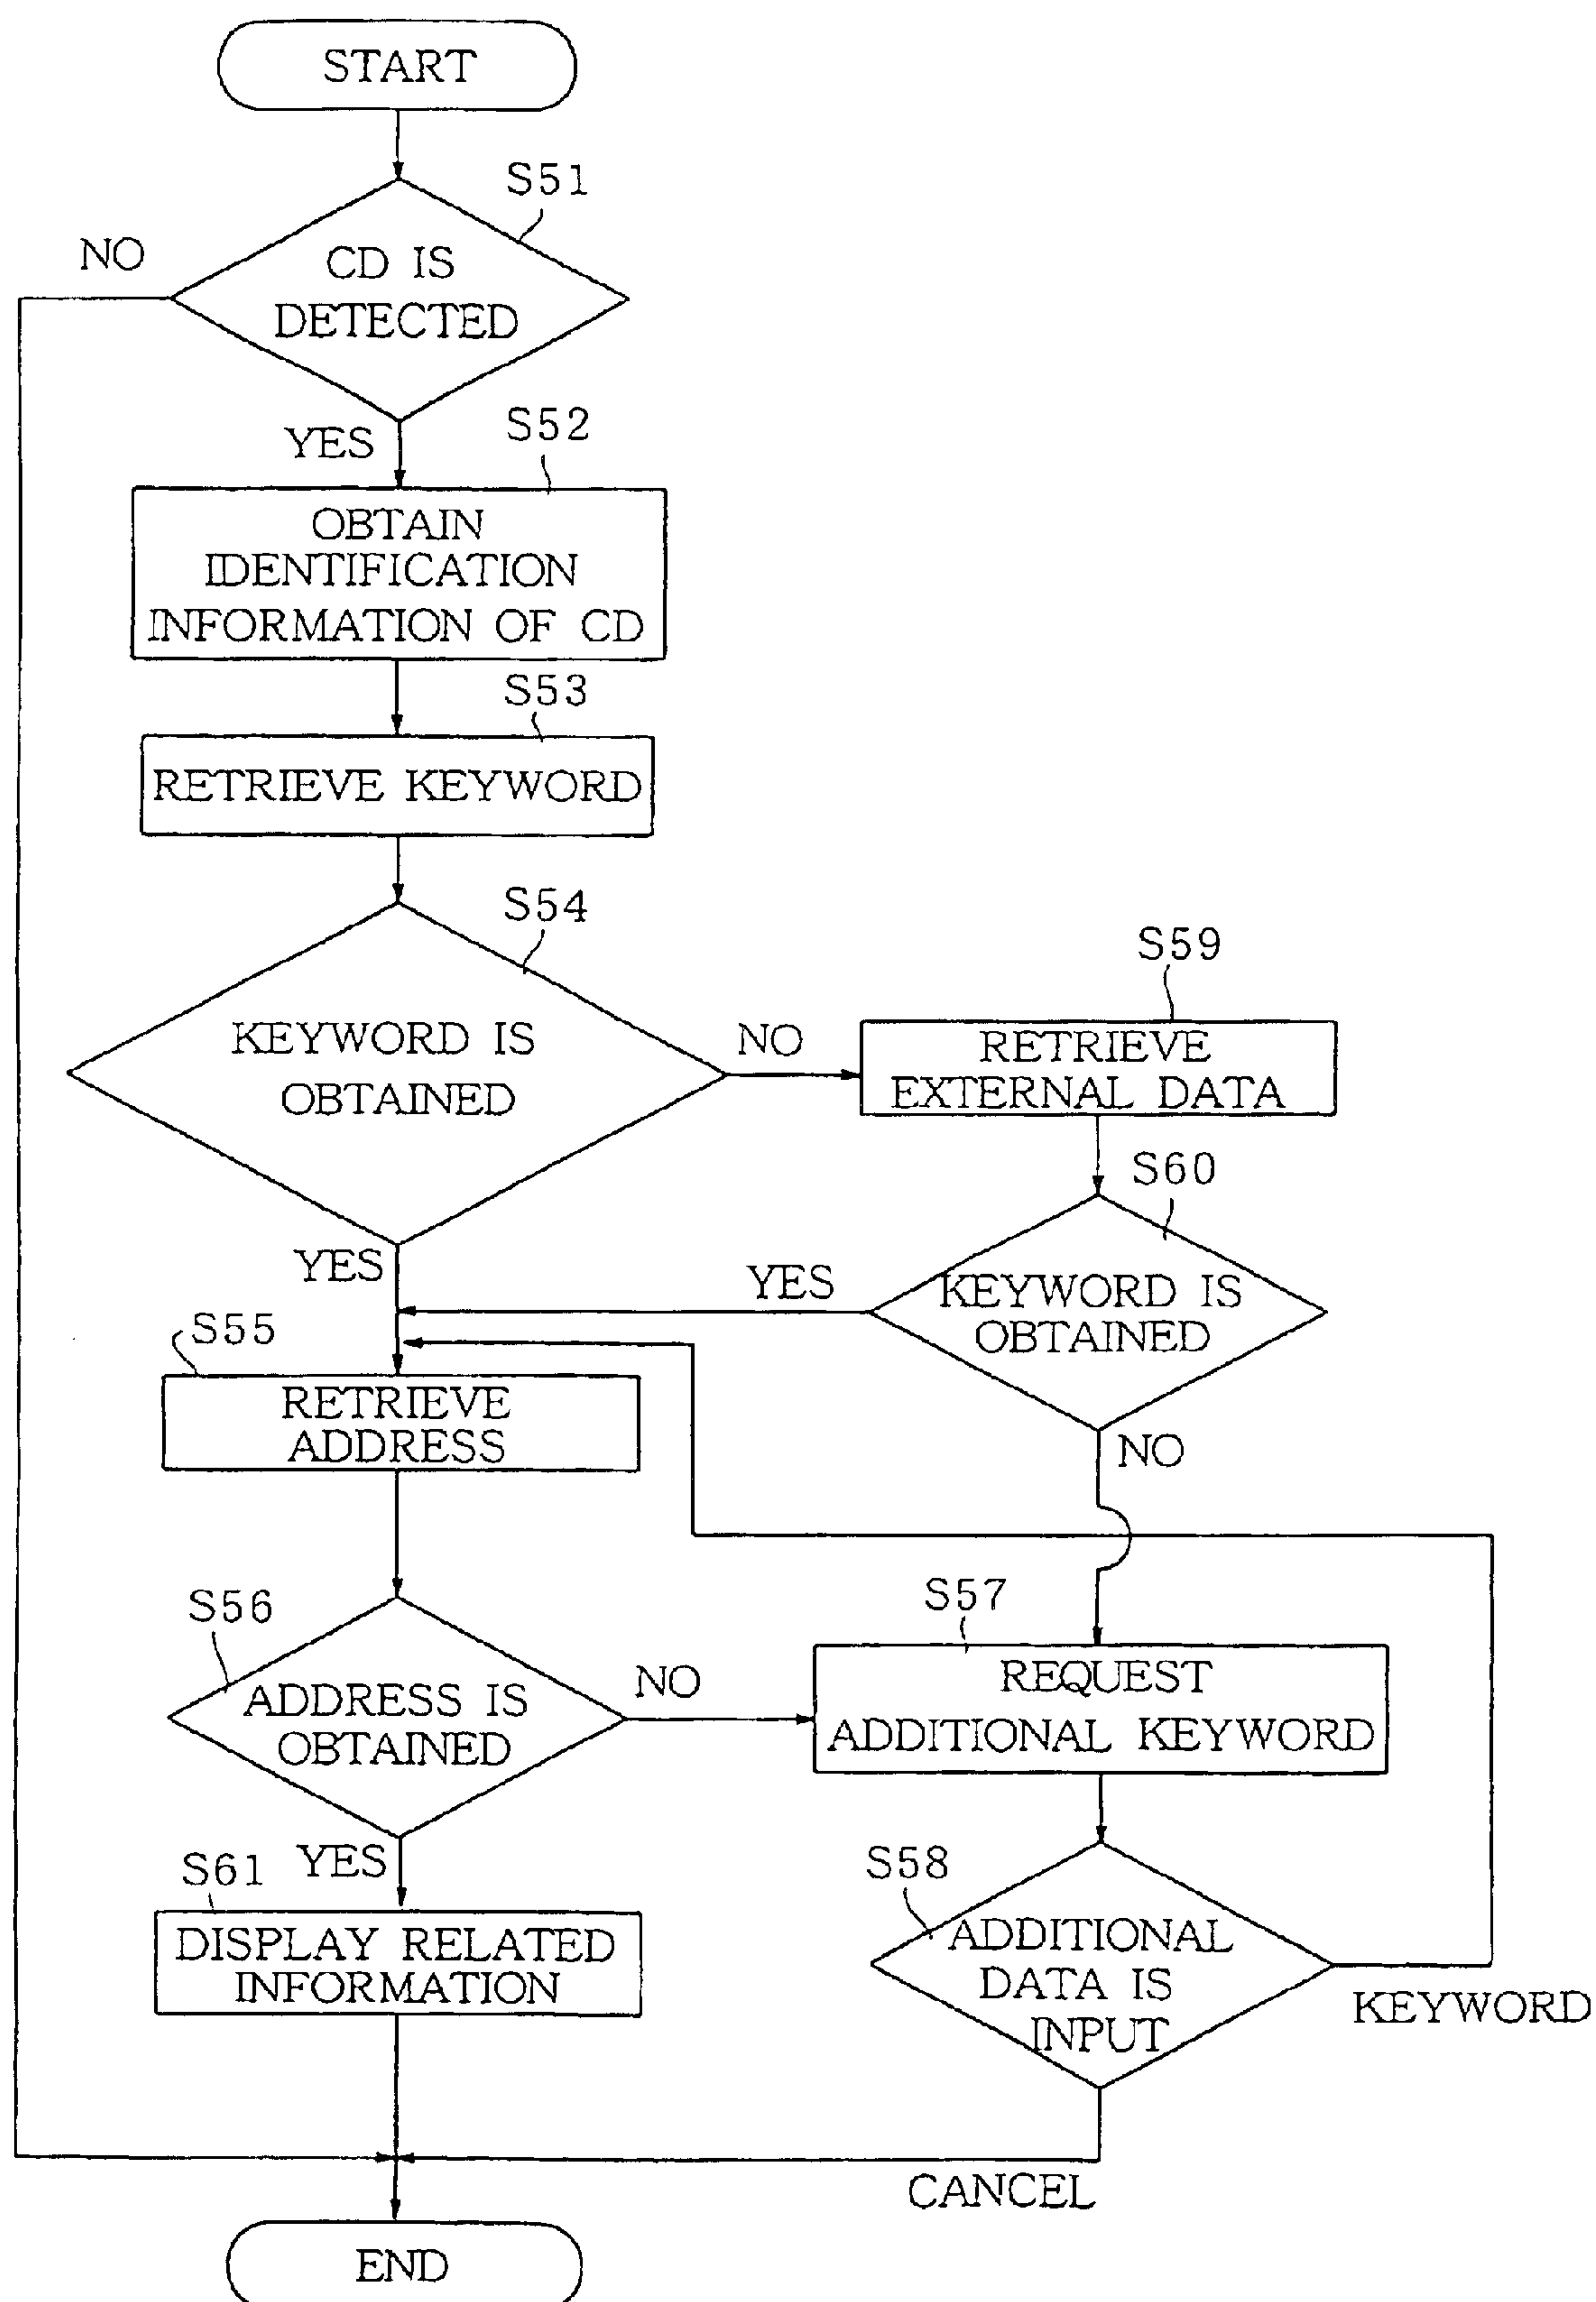 START
S51
NO
CD IS
DETECTED
YES
S52
OBTAIN
IDENTIFICATION
INFORMATION OF CD
S53
RETRIEVE KEYWORD
S54
KEYWORD IS
OBTAINED
NO
S59
RETRIEVE
EXTERNAL DATA
S60
YES
YES
KEYWORD IS
OBTAINED
S55
RETRIEVE
ADDRESS
NO
S56
ADDRESS IS
OBTAINED
NO
S57
REQUEST
ADDITIONAL KEYWORD
YES
S61
DISPLAY RELATED
INFORMATION
S58
ADDITIONAL
DATA IS
INPUT
KEYWORD
CANCEL
END